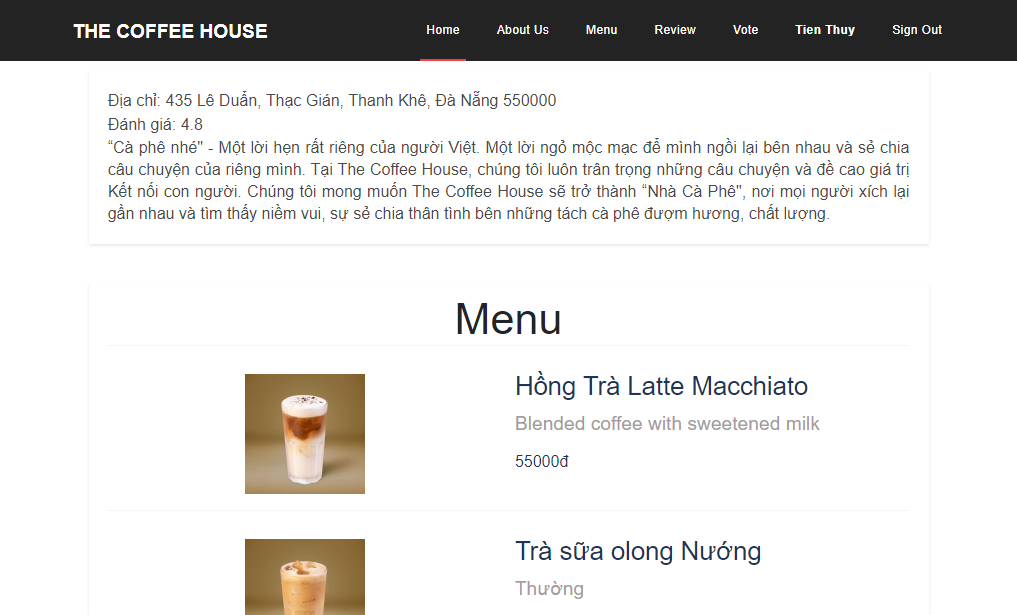 THE COFFEE HOUSE
Home About Us Menu Review Vote Tien Thuy Sign Out
Địa chỉ: 435 Lê Duẩn, Thạc Gián, Thanh Khê, Đà Nẵng 550000
Đánh giá: 4.8
“Cà phê nhé" - Một lời hẹn rất riêng của người Việt. Một lời ngỏ mộc mạc để mình ngồi lại bên nhau và sẻ chia
câu chuyện của riêng mình. Tại The Coffee House, chúng tôi luôn trân trọng những câu chuyện và đề cao giá trị
Kết nối con người. Chúng tôi mong muốn The Coffee House sẽ trở thành “Nhà Cà Phê", nơi mọi người xích lại
gần nhau và tìm thấy niềm vui, sự sẻ chia thân tình bên những tách cà phê đượm hương, chất lượng.
Menu
Hồng Trà Latte Macchiato
Blended coffee with sweetened milk
55000đ
Trà sữa olong Nướng
Thường